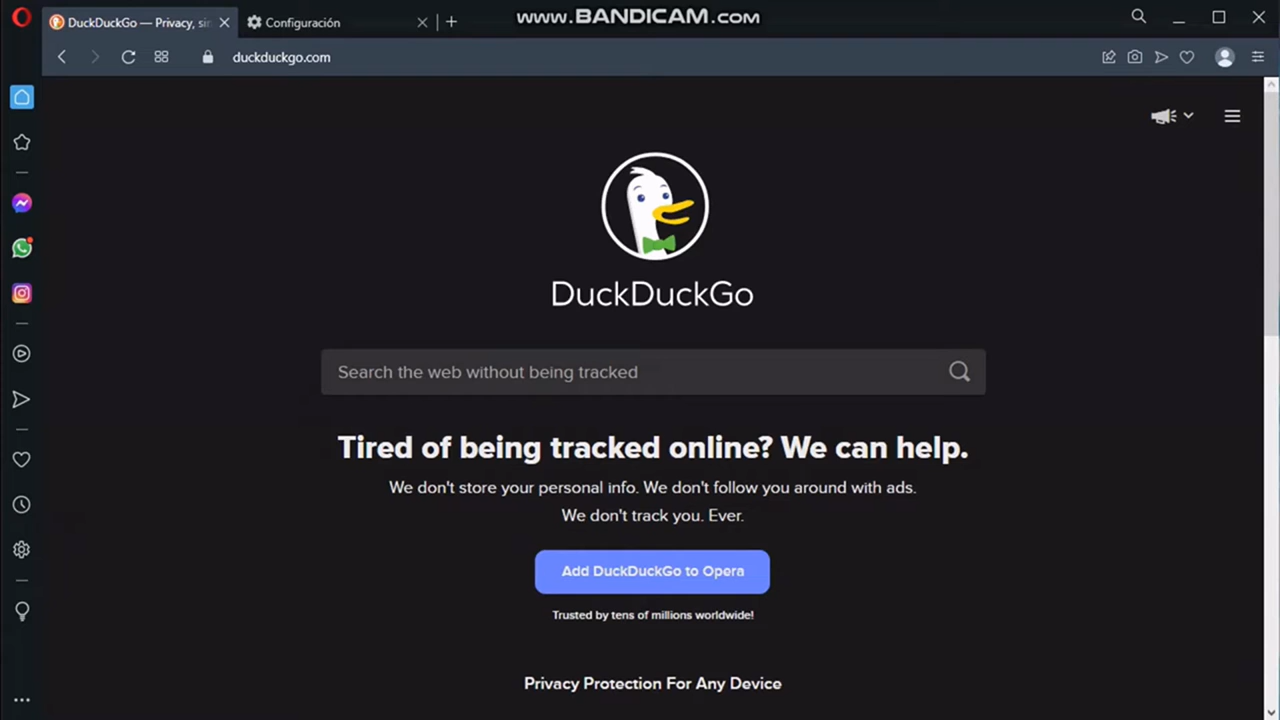 www.BANDICAM.com
DuckDuckGo — Privacy, si
Configuración
duckduckgo.com
DuckDuckGo
Search the web without being tracked
Tired of being tracked online? We can help.
We don't store your personal info. We don't follow you around with ads.
We don't track you. Ever.
Add DuckDuckGo to Opera
Trusted by tens of millions worldwide!
Privacy Protection For Any Device